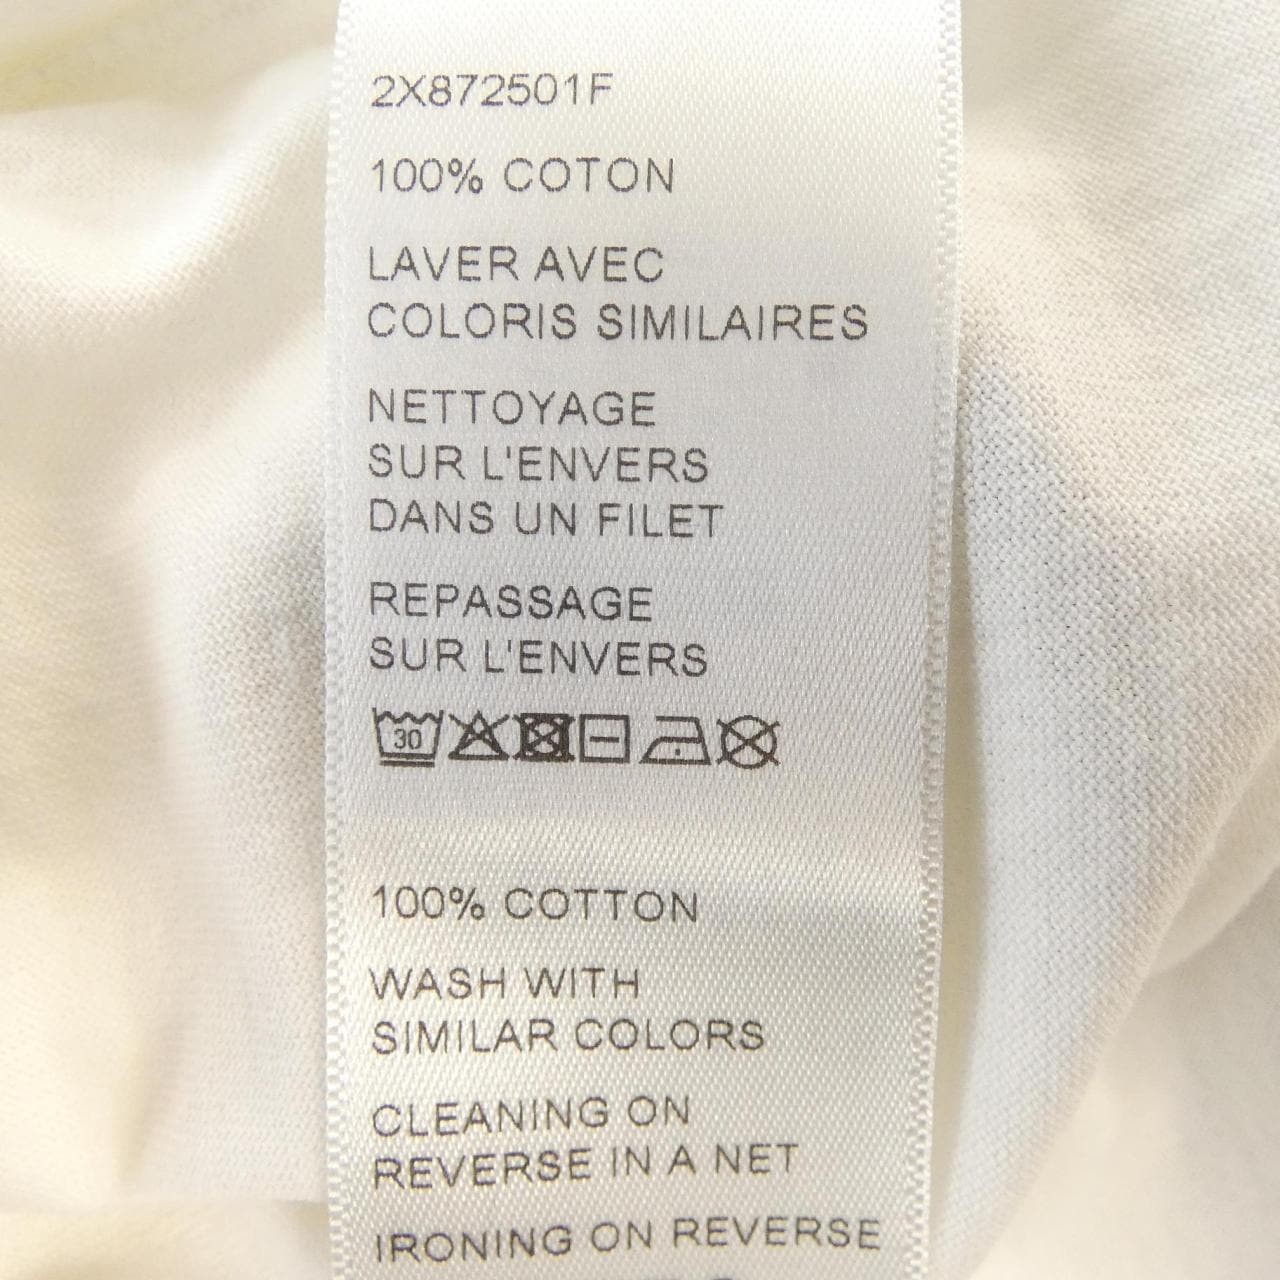 2X872501F
100% COTON
LAVER AVEC
COLORIS SIMILAIRES
NETTOYAGE
SUR L'ENVERS
DANS UN FILET
REPASSAGE
SUR L'ENVERS
30
100% COTTON
WASH WITH
SIMILAR COLORS
CLEANING ON
REVERSE IN A NET
IRONING ON REVERSE